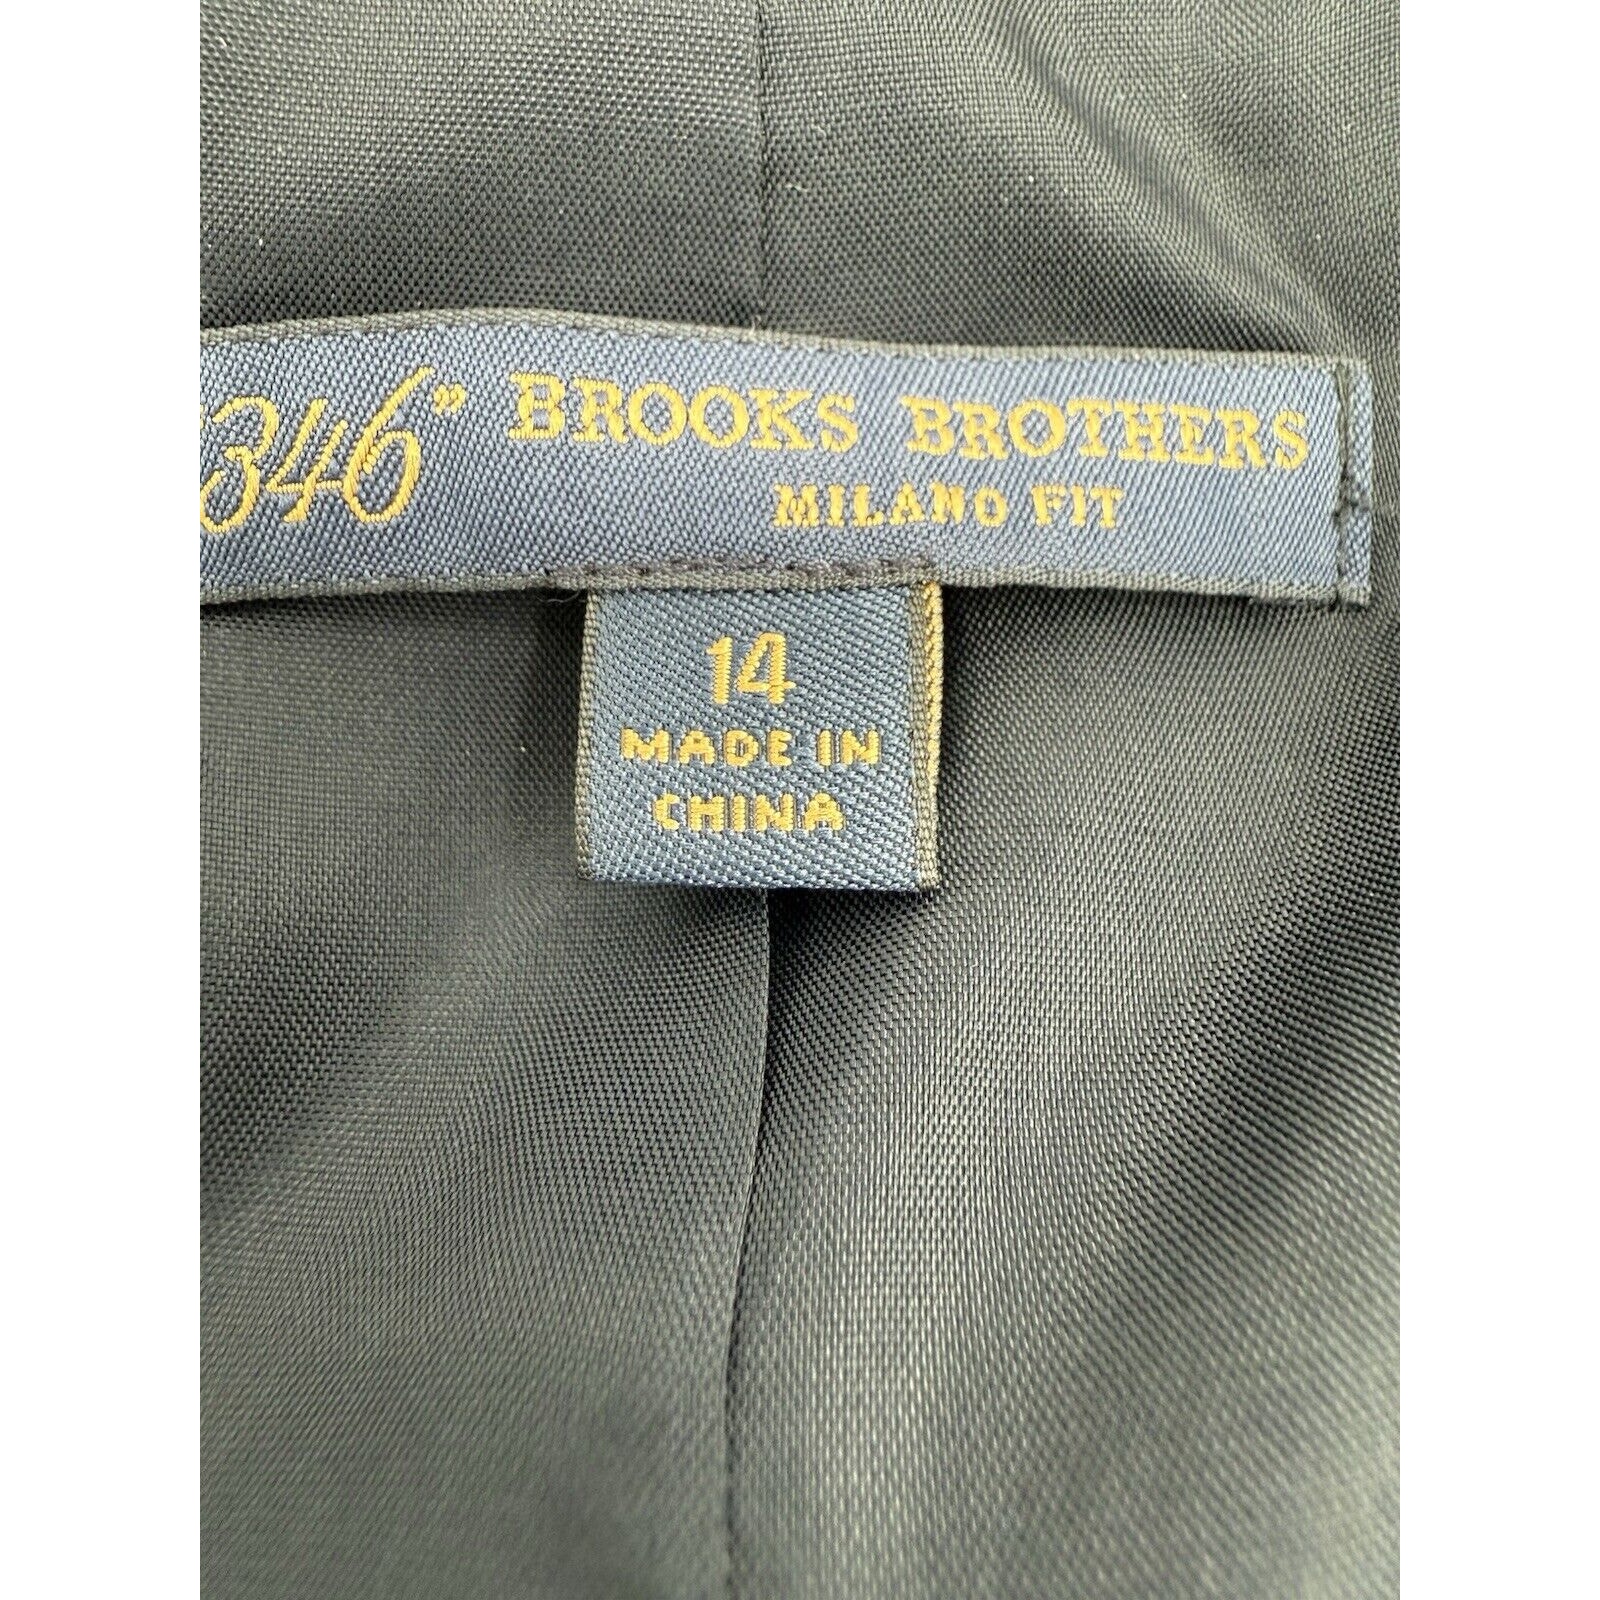 "346" BROOKS BROTHERS
MILANO FIT
14
MADE IN
CHINA